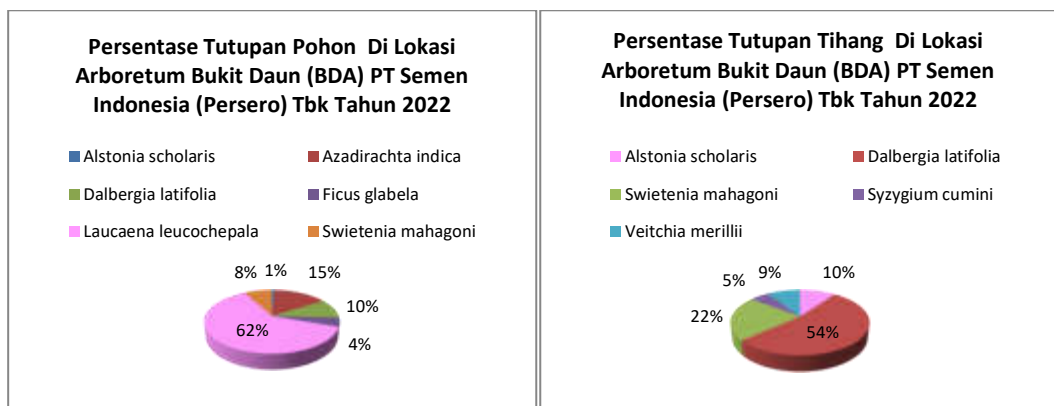 Persentase Tutupan Pohon Di Lokasi
Arboretum Bukit Daun (BDA) PT Semen
Indonesia (Persero) Tbk Tahun 2022
Alstonia scholaris
Azadirachta indica
Dalbergia latifolia
Ficus glabela
Laucaena leucochepala
Swietenia mahagoni
8%
1%
15%
10%
4%
62%
Persentase Tutupan Tihang Di Lokasi
Arboretum Bukit Daun (BDA) PT Semen
Indonesia (Persero) Tbk Tahun 2022
Alstonia scholaris
Dalbergia latifolia
Swietenia mahagoni
Syzygium cumini
Veitchia merillii
5%
9%
10%
22%
54%